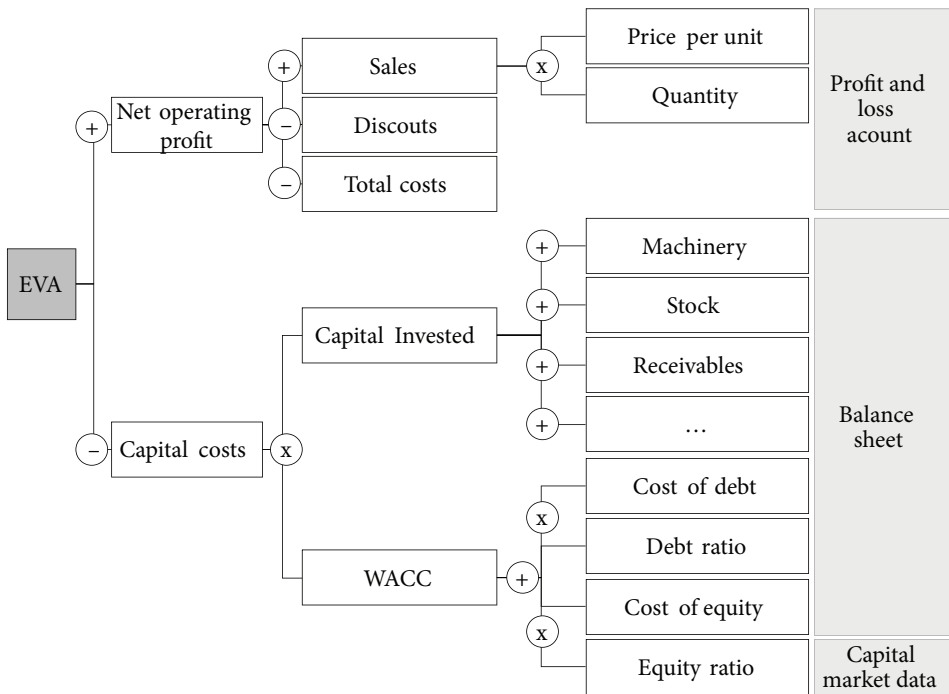 EVA
+
Net operating
profit
+
−
−
Sales
Discouts
Total costs
x
Price per unit
Quantity
Profit and
loss
acount
−
Capital costs
x
Capital Invested
+
+
+
+
Machinery
Stock
Receivables
…
WACC
+
x
x
Cost of debt
Debt ratio
Cost of equity
Equity ratio
Balance
sheet
Capital
market data